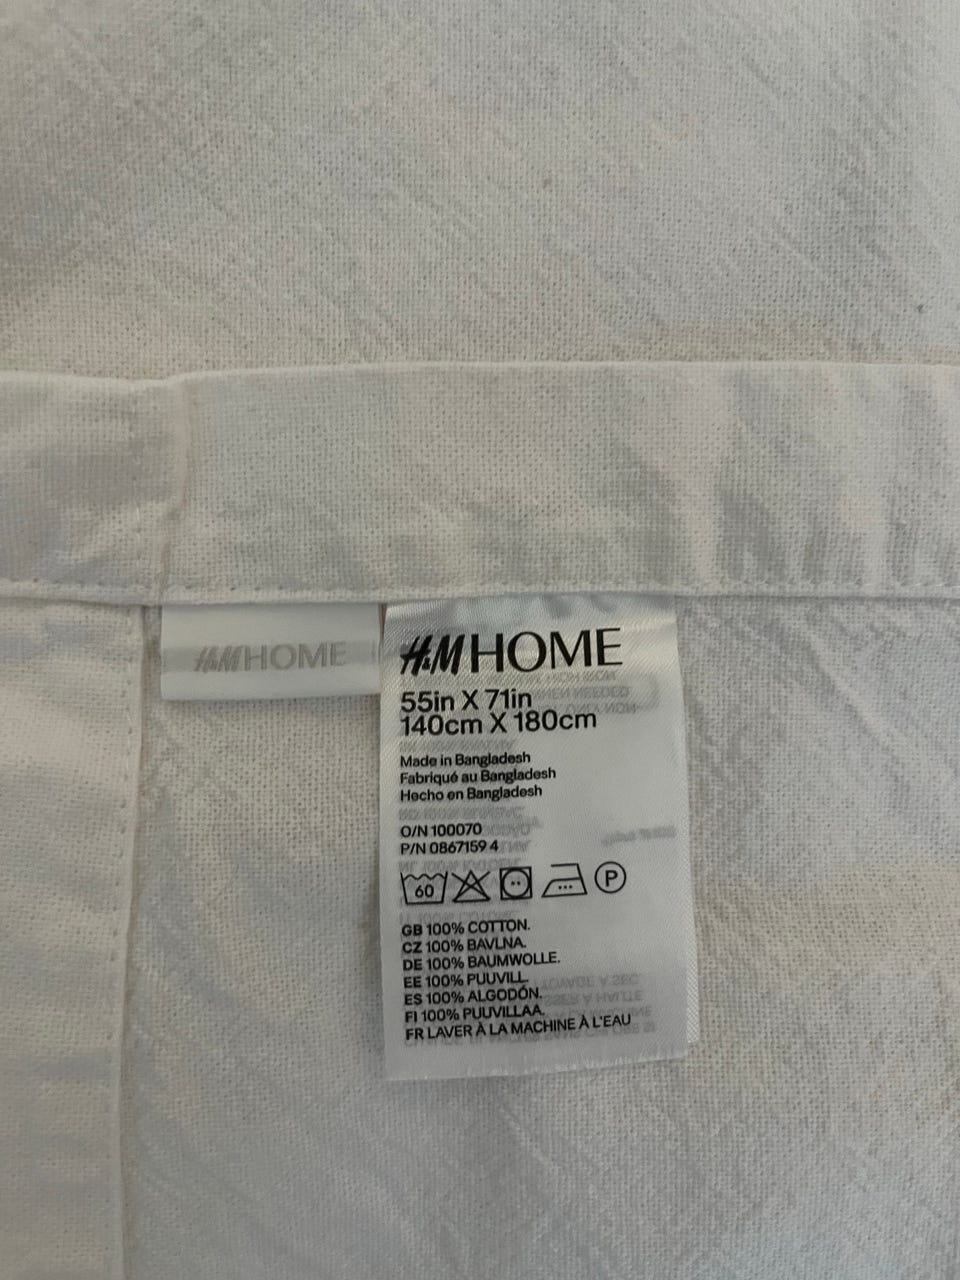 H&M HOME
H&M HOME
55in X 71in
140cm X 180cm
Made in Bangladesh
Fabriqué au Bangladesh
Hecho en Bangladesh
O/N 100070
P/N 0867159 4
60 P
GB 100% COTTON.
CZ 100% BAVLNA.
DE 100% BAUMWOLLE.
EE 100% PUUVILL.
ES 100% ALGODÓN.
FI 100% PUUVILLAA.
FR LAVER À LA MACHINE À L'EAU